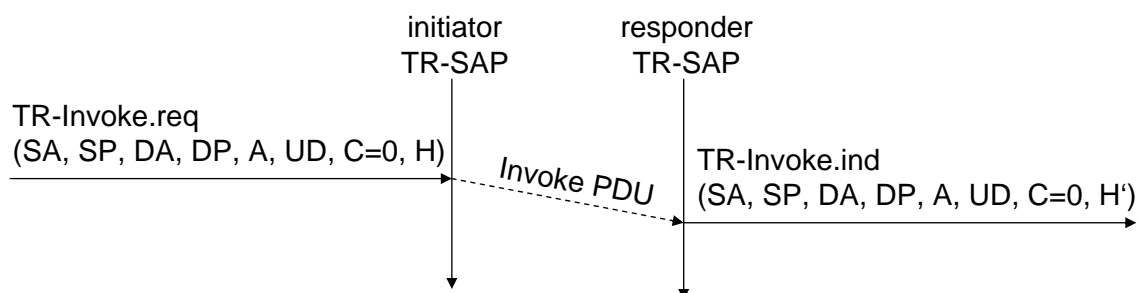 initiator
TR-SAP
responder
TR-SAP
TR-Invoke.req
(SA, SP, DA, DP, A, UD, C=0, H)
Invoke PDU
TR-Invoke.ind
(SA, SP, DA, DP, A, UD, C=0, H‘)